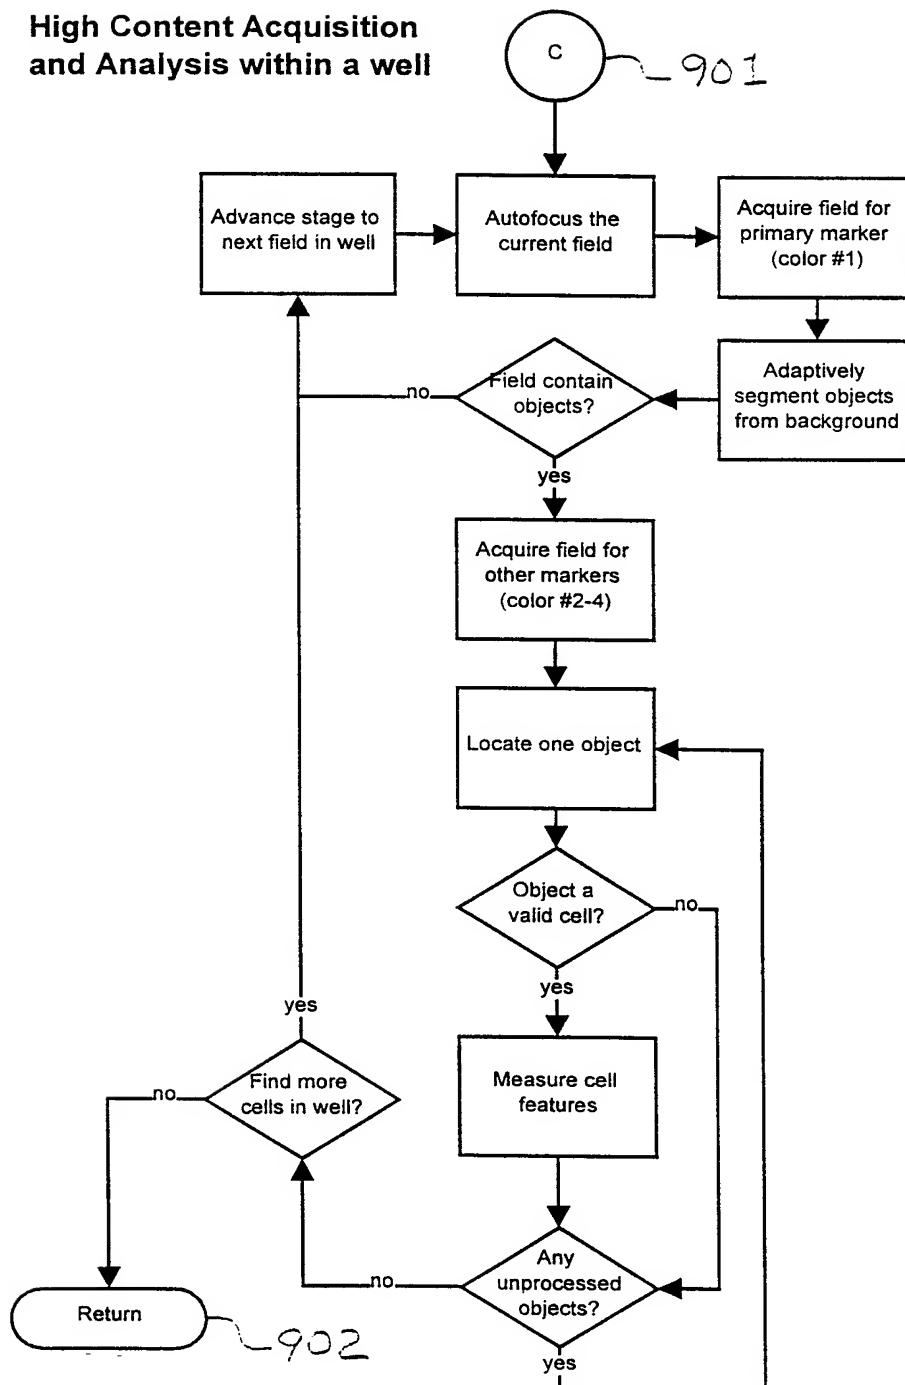 High Content Acquisition
and Analysis within a well
C
901
Advance stage to
next field in well
Autofocus the
current field
Acquire field for
primary marker
(color #1)
no
Field contain
objects?
Adaptively
segment objects
from background
yes
Acquire field for
other markers
(color #2-4)
Locate one object
Object a
valid cell?
no
yes
yes
Measure cell
features
no
Find more
cells in well?
no
Any
unprocessed
objects?
Return
902
yes